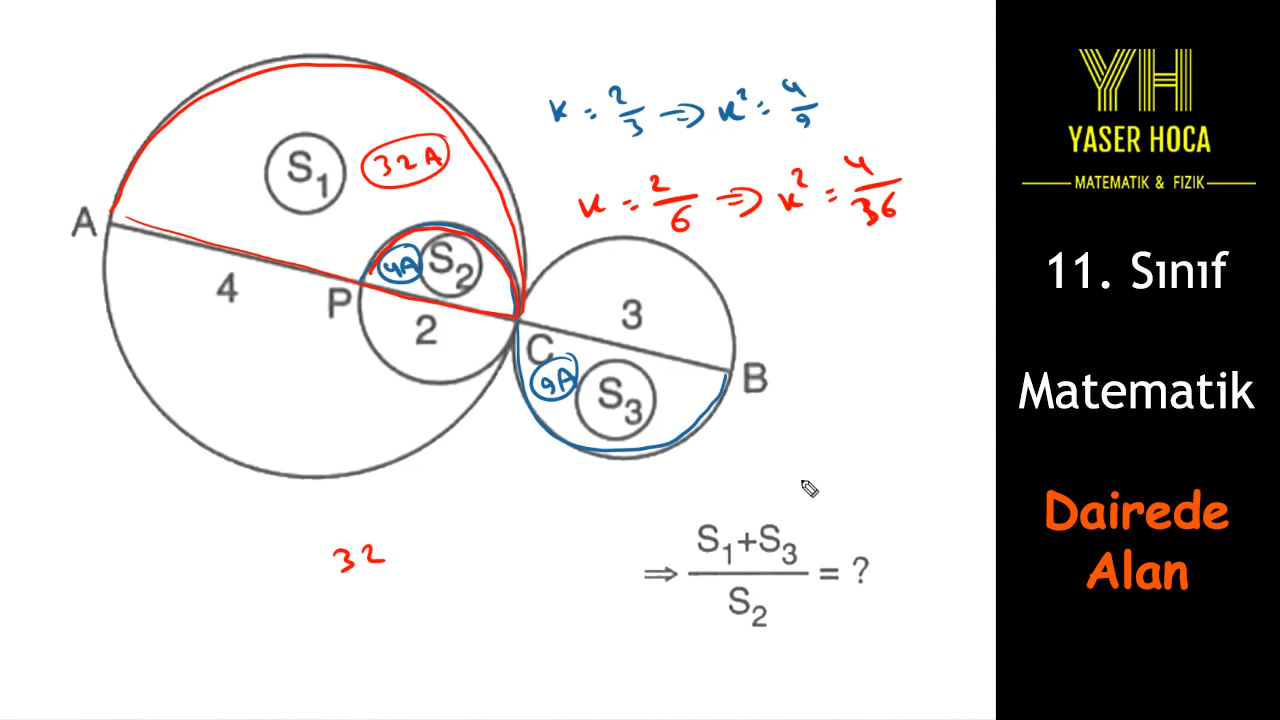 S₁
32A
A
4
P
4A
S₂
2
C
3
B
9A
S₃
k = 2/3 ⇒ k² = 4/9
k = 2/6 ⇒ k² = 4/36
32
⇒ S₁+S₃ / S₂ = ?
YH
YASER HOCA
MATEMATIK & FIZIK
11. Sınıf
Matematik
Dairede
Alan